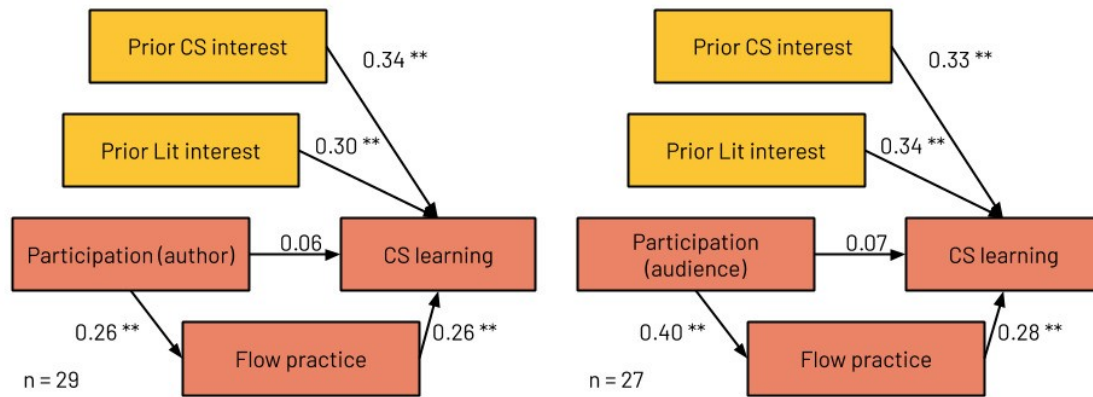 Prior CS interest
0.34 **
Prior Lit interest
0.30 **
Participation (author)
0.06
CS learning
0.26 **
0.26 **
Flow practice
n = 29
Prior CS interest
0.33 **
Prior Lit interest
0.34 **
Participation
(audience)
0.07
CS learning
0.40 **
0.28 **
Flow practice
n = 27